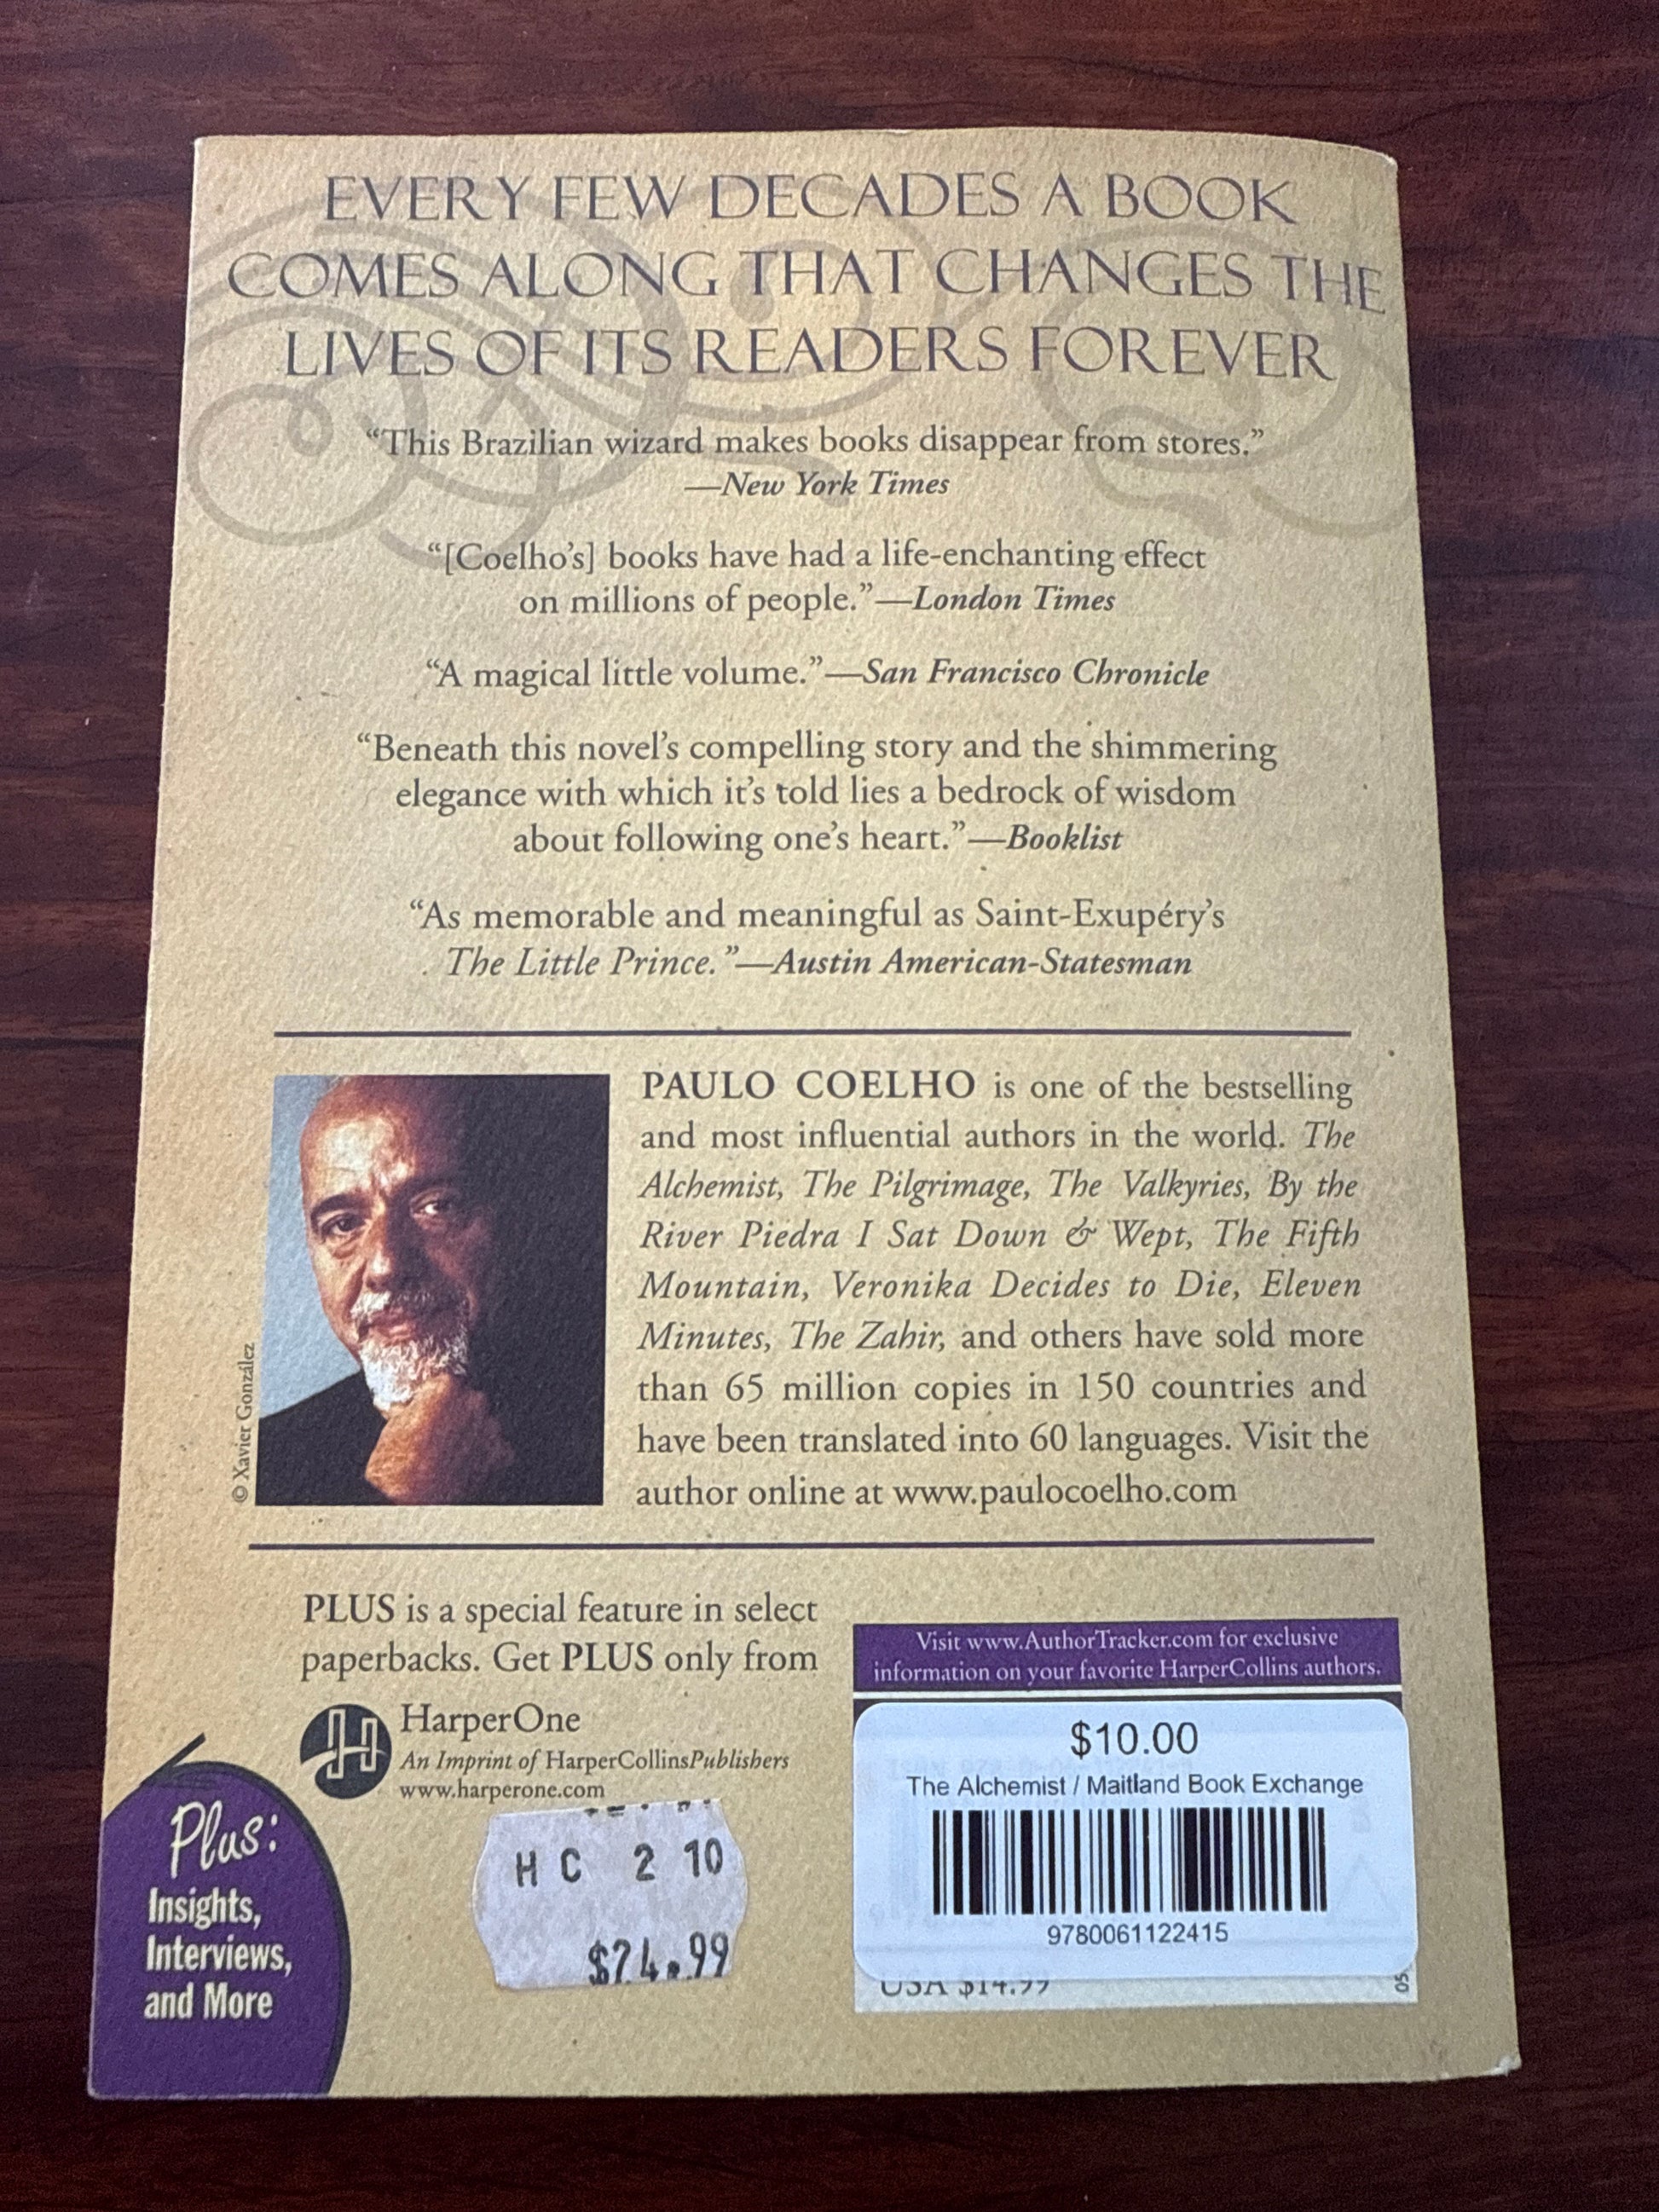 EVERY FEW DECADES A BOOK
COMES ALONG THAT CHANGES THE
LIVES OF ITS READERS FOREVER
“This Brazilian wizard makes books disappear from stores.”
—New York Times
“[Coelho’s] books have had a life-enchanting effect
on millions of people.”—London Times
“A magical little volume.”—San Francisco Chronicle
“Beneath this novel’s compelling story and the shimmering
elegance with which it’s told lies a bedrock of wisdom
about following one’s heart.”—Booklist
“As memorable and meaningful as Saint-Exupéry’s
The Little Prince.”—Austin American-Statesman
© Xavier González
PAULO COELHO is one of the bestselling
and most influential authors in the world. The
Alchemist, The Pilgrimage, The Valkyries, By the
River Piedra I Sat Down & Wept, The Fifth
Mountain, Veronika Decides to Die, Eleven
Minutes, The Zahir, and others have sold more
than 65 million copies in 150 countries and
have been translated into 60 languages. Visit the
author online at www.paulocoelho.com
PLUS is a special feature in select
paperbacks. Get PLUS only from
HarperOne
An Imprint of HarperCollinsPublishers
www.harperone.com
Plus:
Insights,
Interviews,
and More
H C 2 10
$24.99
Visit www.AuthorTracker.com for exclusive
information on your favorite HarperCollins authors.
$10.00
The Alchemist / Maitland Book Exchange
9780061122415
USA $14.99